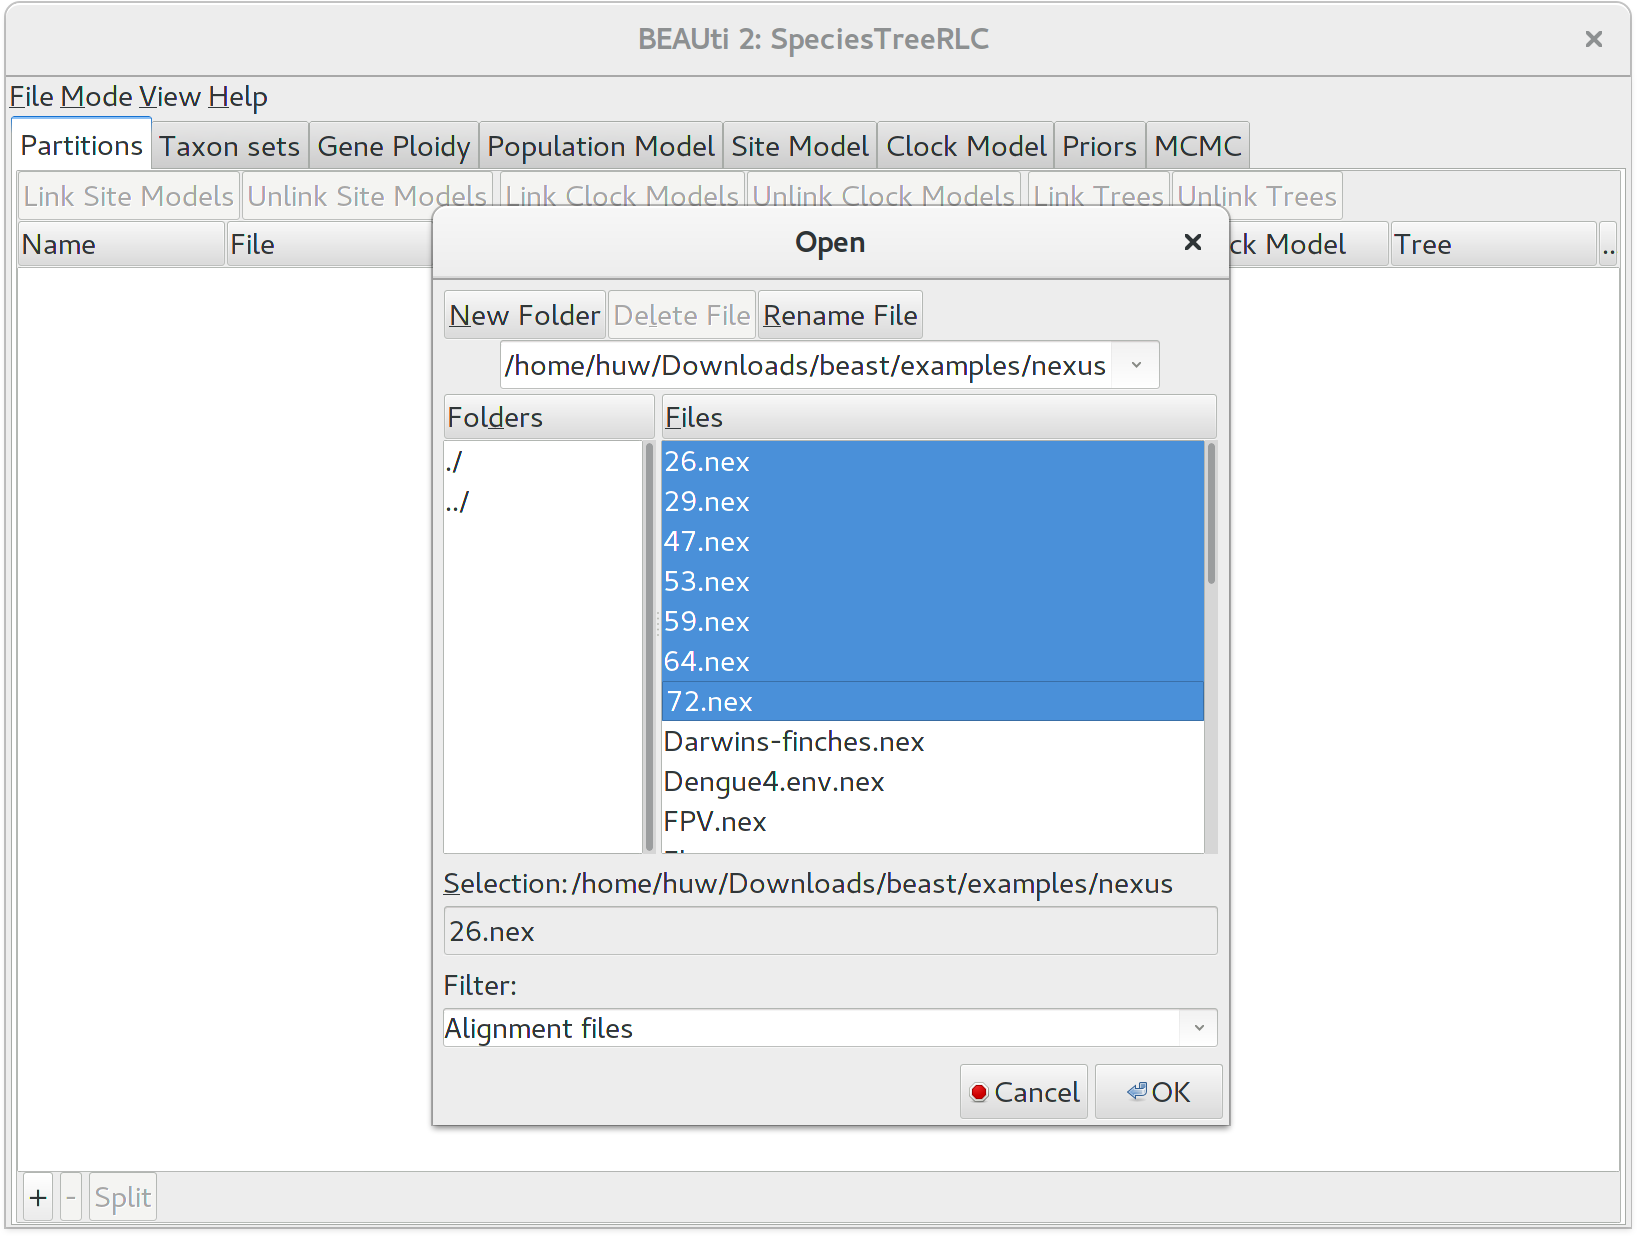 BEAUti 2: SpeciesTreeRLC
File Mode View Help
Partitions Taxon sets Gene Ploidy Population Model Site Model Clock Model Priors MCMC
Link Site Models Unlink Site Models Link Clock Models Unlink Clock Models Link Trees Unlink Trees
Name File ck Model Tree ..
Open
New Folder Delete File Rename File
/home/huw/Downloads/beast/examples/nexus
Folders Files
./ 26.nex
../ 29.nex
47.nex
53.nex
59.nex
64.nex
72.nex
Darwins-finches.nex
Dengue4.env.nex
FPV.nex
Selection: /home/huw/Downloads/beast/examples/nexus
26.nex
Filter:
Alignment files
Cancel OK
+ - Split